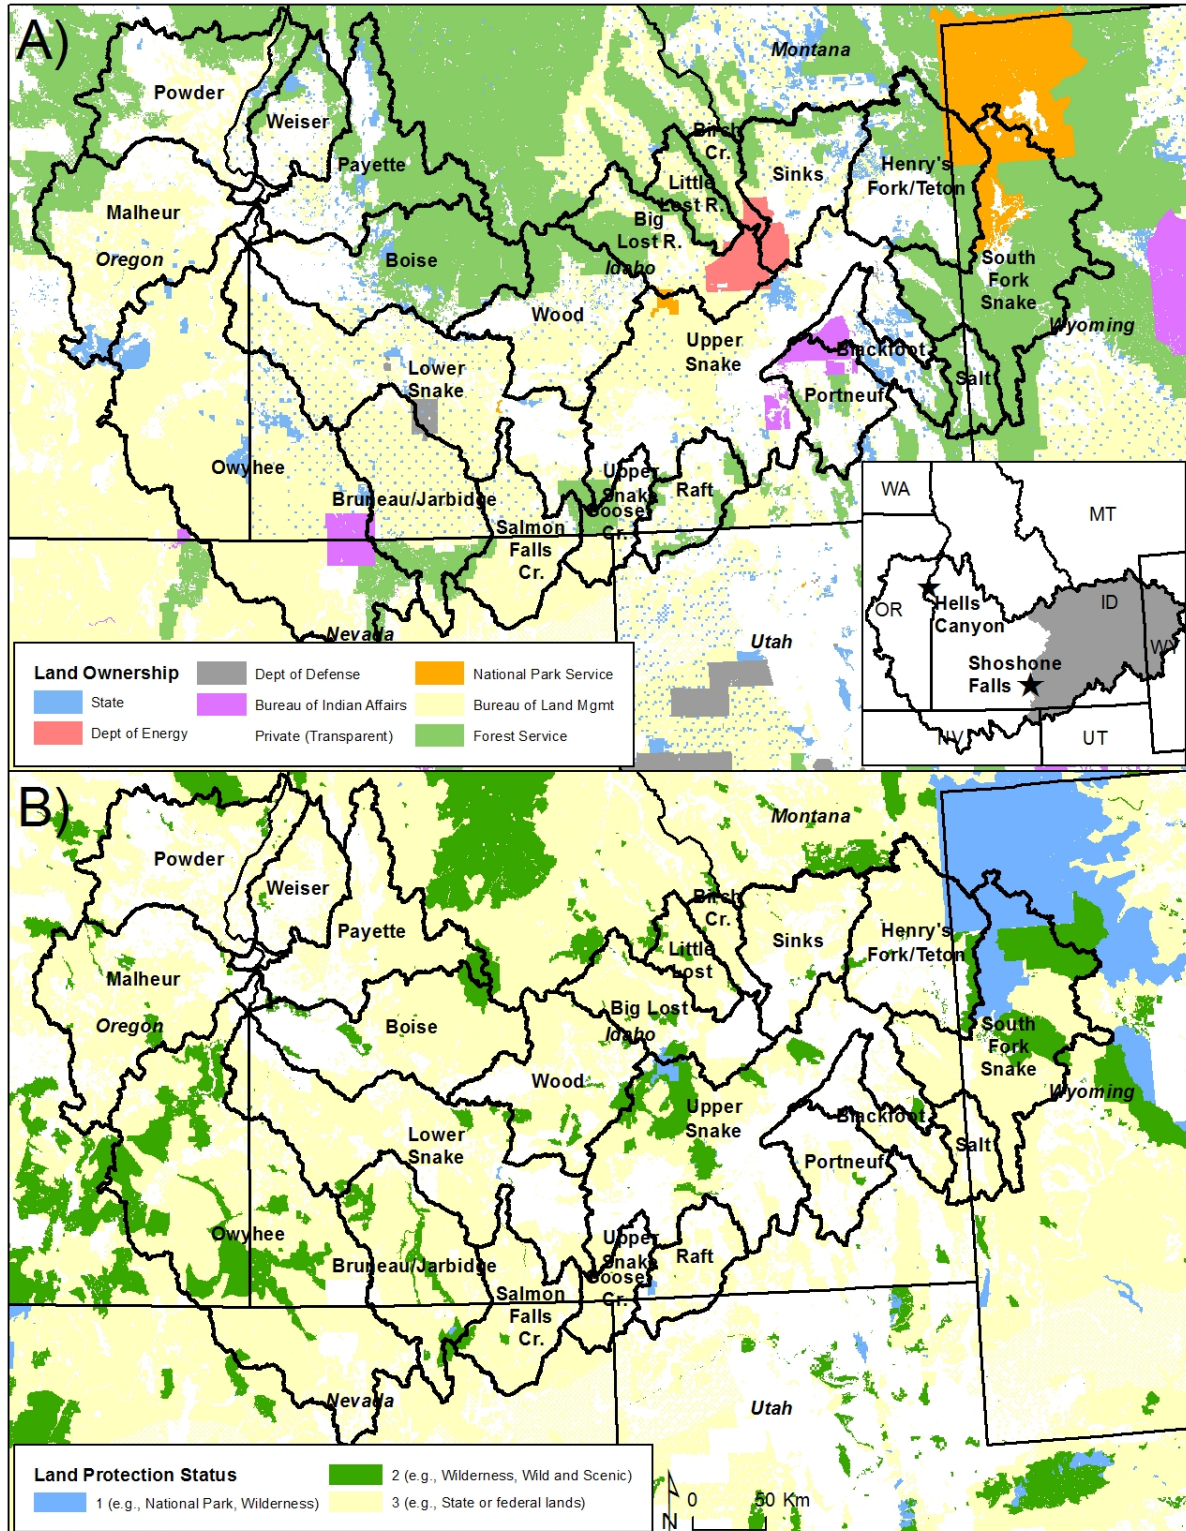 A)
Montana
Powder
Weiser
Birch
Cr.
Payette
Henry's
Fork/Teton
Sinks
Little
Lost R.
Malheur
Big
Lost R.
Oregon
Boise
Idaho
South
Fork
Snake
Wood
Wyoming
Upper
Snake
Blackfoot
Lower
Snake
Salt
Portneuf
Owyhee
Upper
Snake
Raft
Bruneau/Jarbidge
Goose
Cr.
Salmon
Falls
Cr.
Nevada
Utah
WA
MT
OR
Hells
Canyon
ID
Shoshone
Falls
WY
NV
UT
Land Ownership
State
Dept of Energy
Dept of Defense
Bureau of Indian Affairs
Private (Transparent)
National Park Service
Bureau of Land Mgmt
Forest Service
B)
Montana
Powder
Weiser
Birch
Cr.
Payette
Henry's
Fork/Teton
Sinks
Little
Lost
Malheur
Big Lost
Oregon
Boise
Idaho
South
Fork
Snake
Wood
Wyoming
Upper
Snake
Blackfoot
Lower
Snake
Salt
Portneuf
Owyhee
Upper
Snake
Raft
Bruneau/Jarbidge
Goose
Cr.
Salmon
Falls
Cr.
Nevada
Utah
Land Protection Status
1 (e.g., National Park, Wilderness)
2 (e.g., Wilderness, Wild and Scenic)
3 (e.g., State or federal lands)
N
0 50 Km